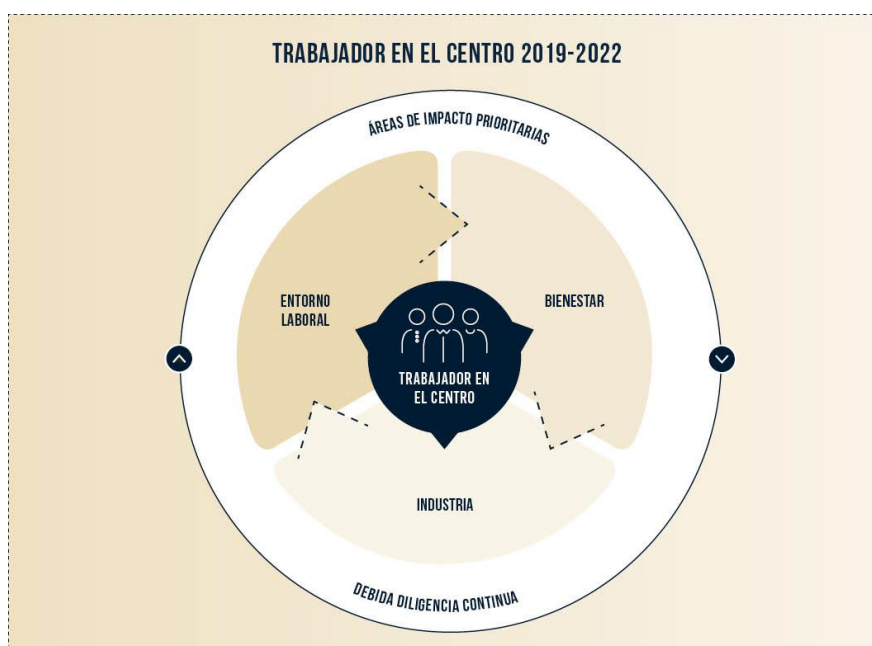 TRABAJADOR EN EL CENTRO 2019-2022
ÁREAS DE IMPACTO PRIORITARIAS
ENTORNO
LABORAL
BIENESTAR
TRABAJADOR EN
EL CENTRO
INDUSTRIA
DEBIDA DILIGENCIA CONTINUA